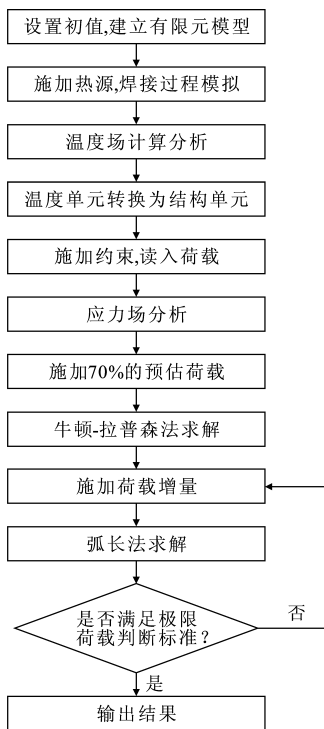 设置初值,建立有限元模型
施加热源,焊接过程模拟
温度场计算分析
温度单元转换为结构单元
施加约束,读入荷载
应力场分析
施加70%的预估荷载
牛顿-拉普森法求解
施加荷载增量
弧长法求解
是否满足极限
荷载判断标准?
否
是
输出结果